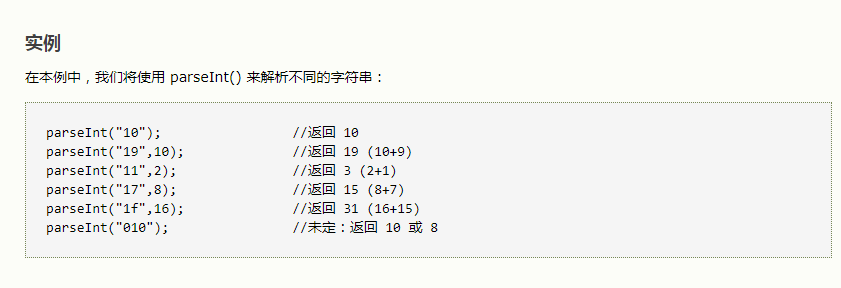 实例
在本例中，我们将使用 parseInt() 来解析不同的字符串：
parseInt("10");                 //返回 10
parseInt("19",10);              //返回 19 (10+9)
parseInt("11",2);               //返回 3 (2+1)
parseInt("17",8);               //返回 15 (8+7)
parseInt("1f",16);              //返回 31 (16+15)
parseInt("010");                //未定：返回 10 或 8